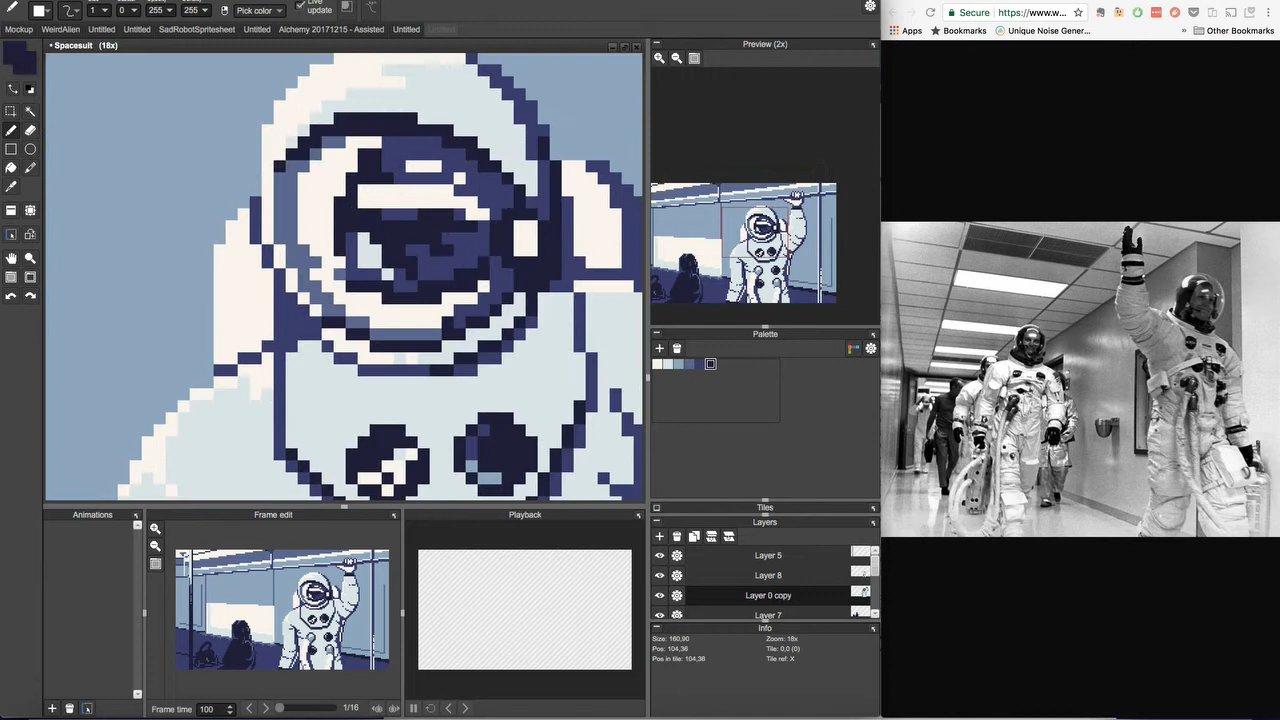 1
0
255
255
Pick color
Live
update
Mockup
WeirdAlien
Untitled
Untitled
SadRobotSpritesheet
Untitled
Alchemy 20171215 - Assisted
Untitled
Untitled
• Spacesuit (18x)
Preview (2x)
Palette
Tiles
Layers
Layer 5
Layer 8
Layer 0 copy
Layer 7
Info
Size: 160,90
Pos: 104,36
Pos in tile: 104,36
Zoom: 18x
Tile: 0,0 (0)
Tile ref: X
Animations
Frame edit
Playback
Frame time
100
1/16
Secure
https://www.w...
Apps
Bookmarks
Unique Noise Gener...
»
Other Bookmarks